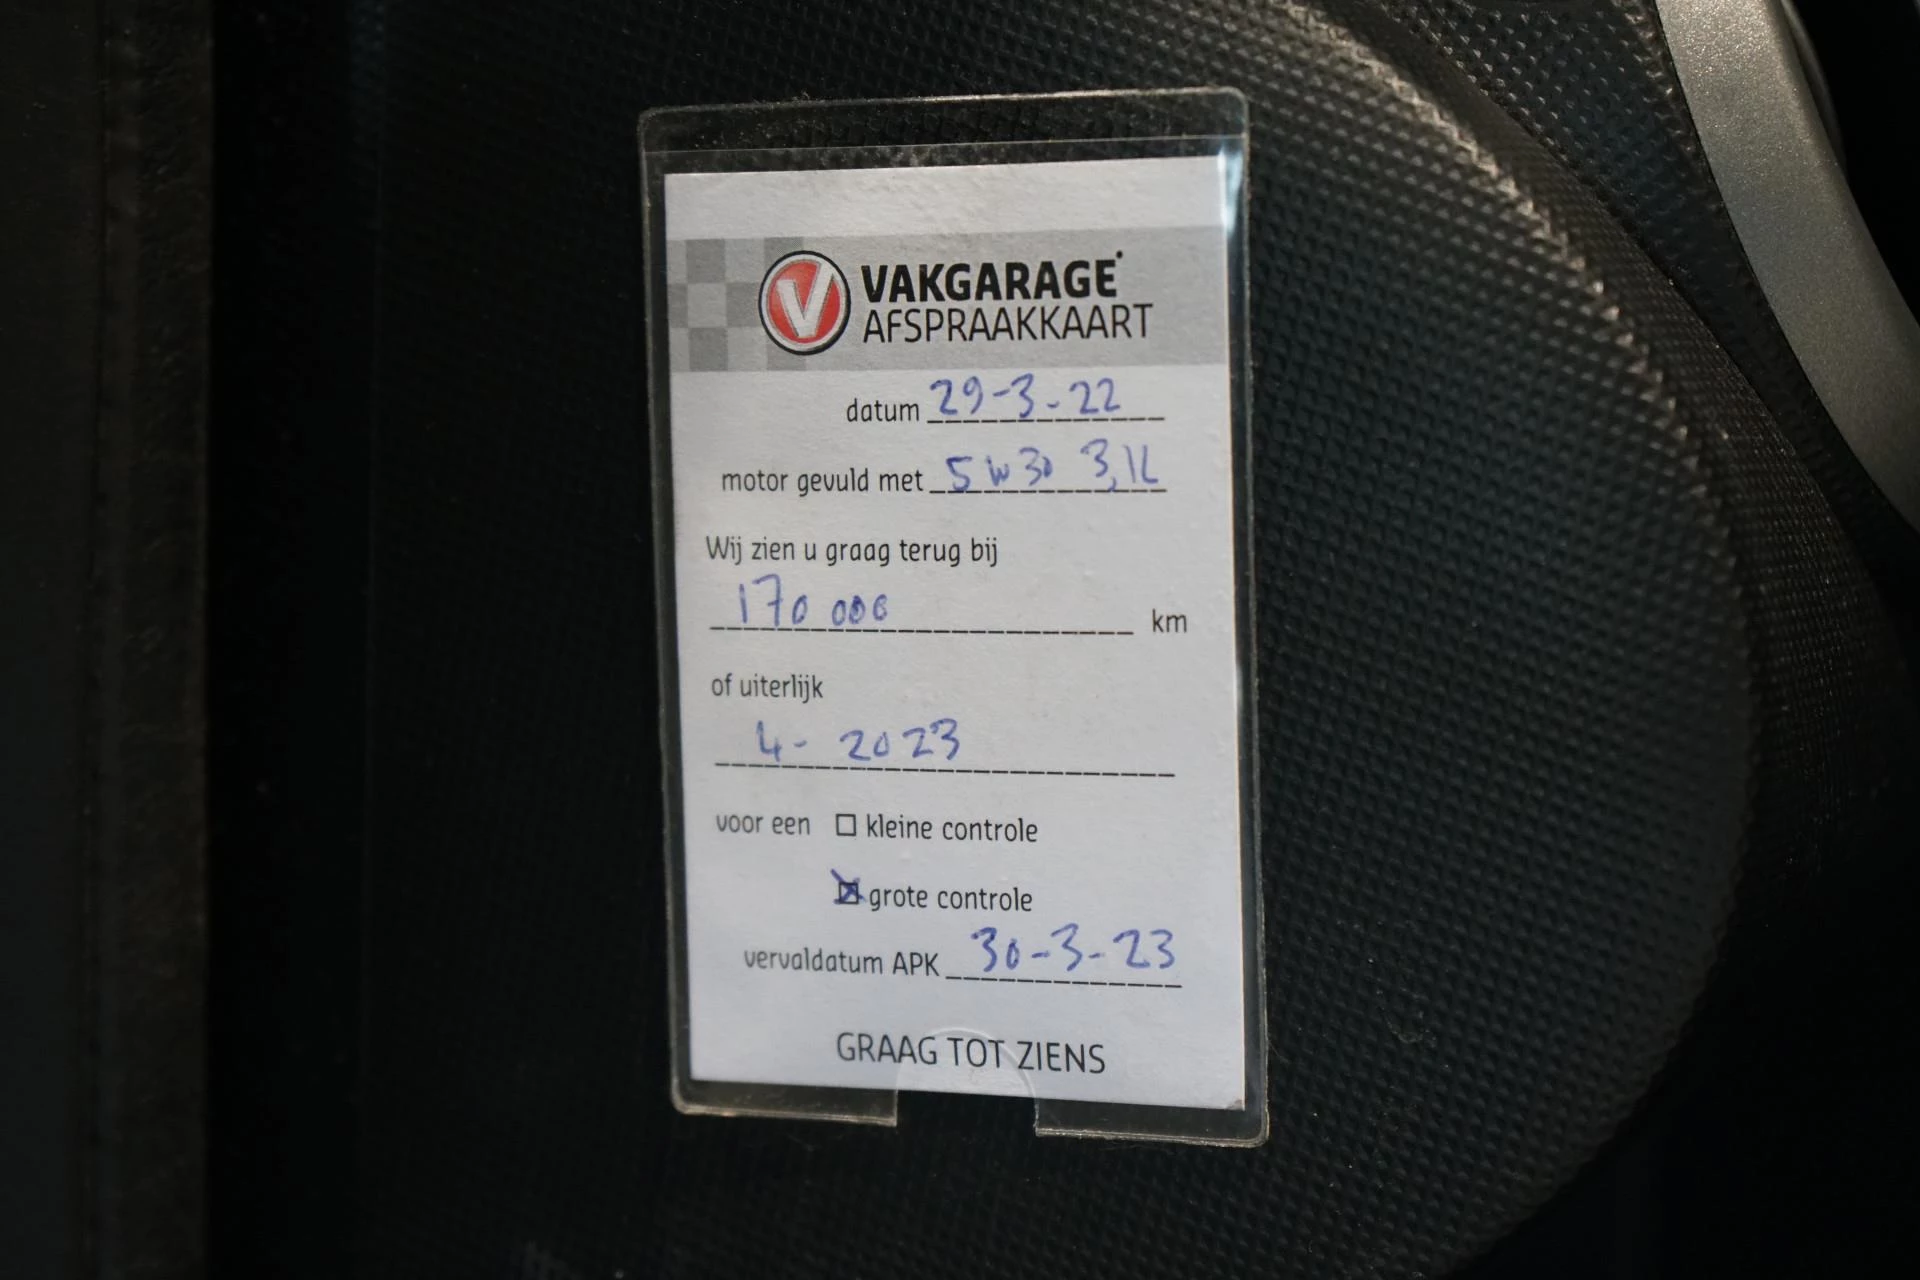 V VAKGARAGE
AFSPRAAKKAART
datum 29-3-22
motor gevuld met 5W30 3,1L
Wij zien u graag terug bij
170 000 km
of uiterlijk
4-2023
voor een kleine controle
grote controle
vervaldatum APK 30-3-23
GRAAG TOT ZIENS